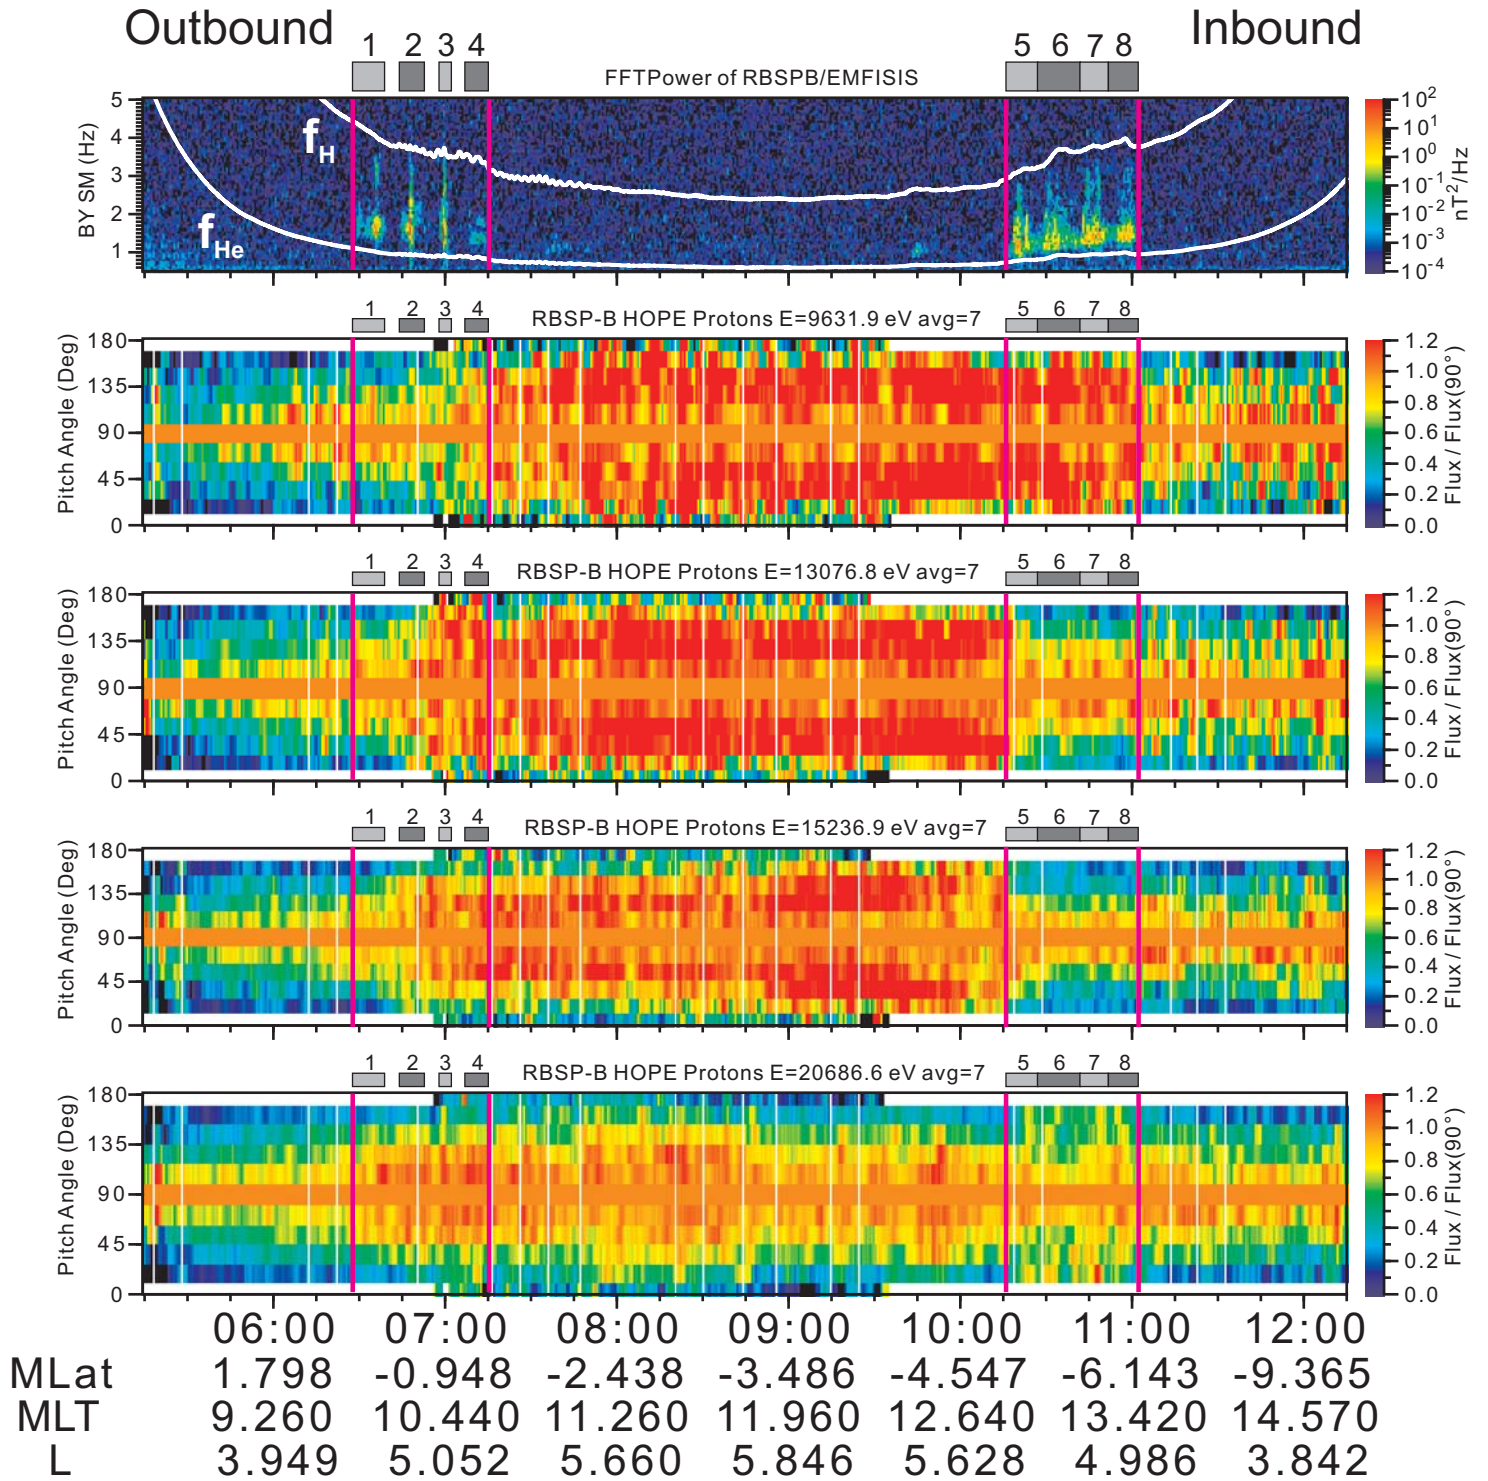 Outbound Inbound
1 2 3 4 5 6 7 8
FFTPower of RBSPB/EMFISIS
BY SM (Hz)
5
4
3
2
1
fH
fHe
10^2
10^1
10^0
10^-1
10^-2
10^-3
10^-4
nT^2/Hz
1 2 3 4 5 6 7 8
RBSP-B HOPE Protons E=9631.9 eV avg=7
Pitch Angle (Deg)
180
135
90
45
0
1.2
1.0
0.8
0.6
0.4
0.2
0.0
Flux / Flux(90°)
1 2 3 4 5 6 7 8
RBSP-B HOPE Protons E=13076.8 eV avg=7
Pitch Angle (Deg)
180
135
90
45
0
1.2
1.0
0.8
0.6
0.4
0.2
0.0
Flux / Flux(90°)
1 2 3 4 5 6 7 8
RBSP-B HOPE Protons E=15236.9 eV avg=7
Pitch Angle (Deg)
180
135
90
45
0
1.2
1.0
0.8
0.6
0.4
0.2
0.0
Flux / Flux(90°)
1 2 3 4 5 6 7 8
RBSP-B HOPE Protons E=20686.6 eV avg=7
Pitch Angle (Deg)
180
135
90
45
0
1.2
1.0
0.8
0.6
0.4
0.2
0.0
Flux / Flux(90°)
06:00 07:00 08:00 09:00 10:00 11:00 12:00
MLat 1.798 -0.948 -2.438 -3.486 -4.547 -6.143 -9.365
MLT 9.260 10.440 11.260 11.960 12.640 13.420 14.570
L 3.949 5.052 5.660 5.846 5.628 4.986 3.842